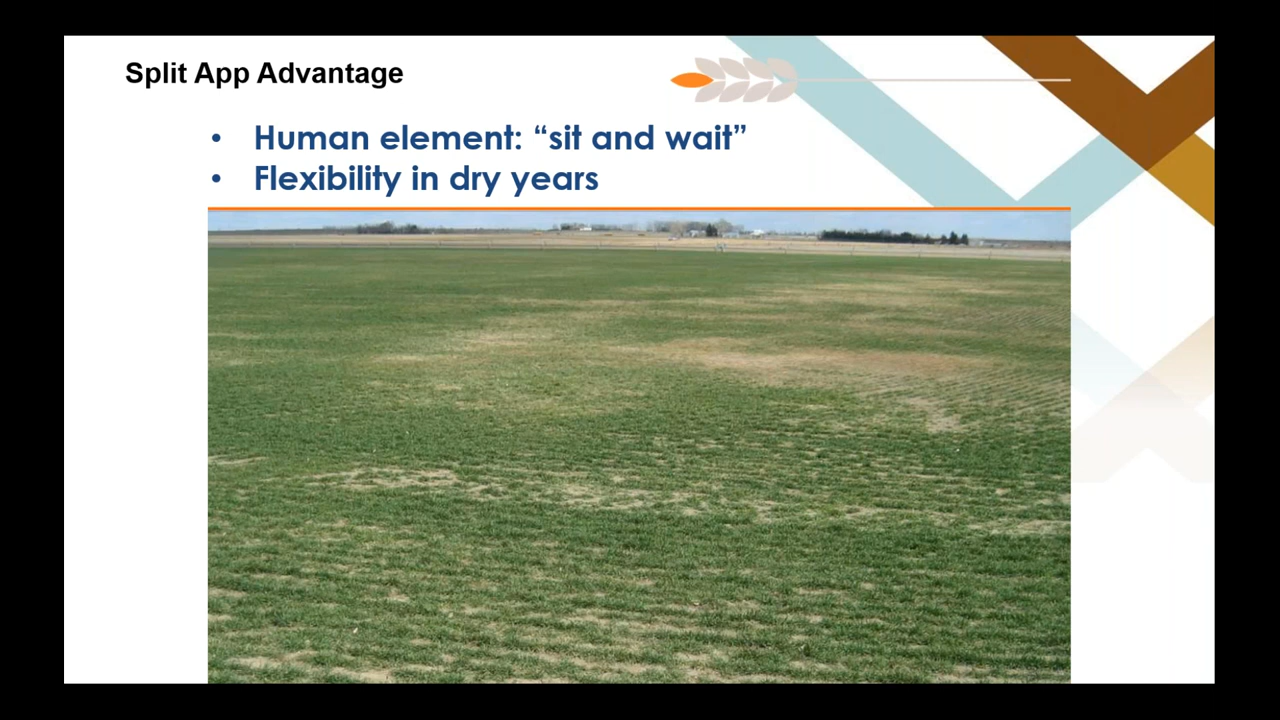 Split App Advantage
• Human element: “sit and wait”
• Flexibility in dry years